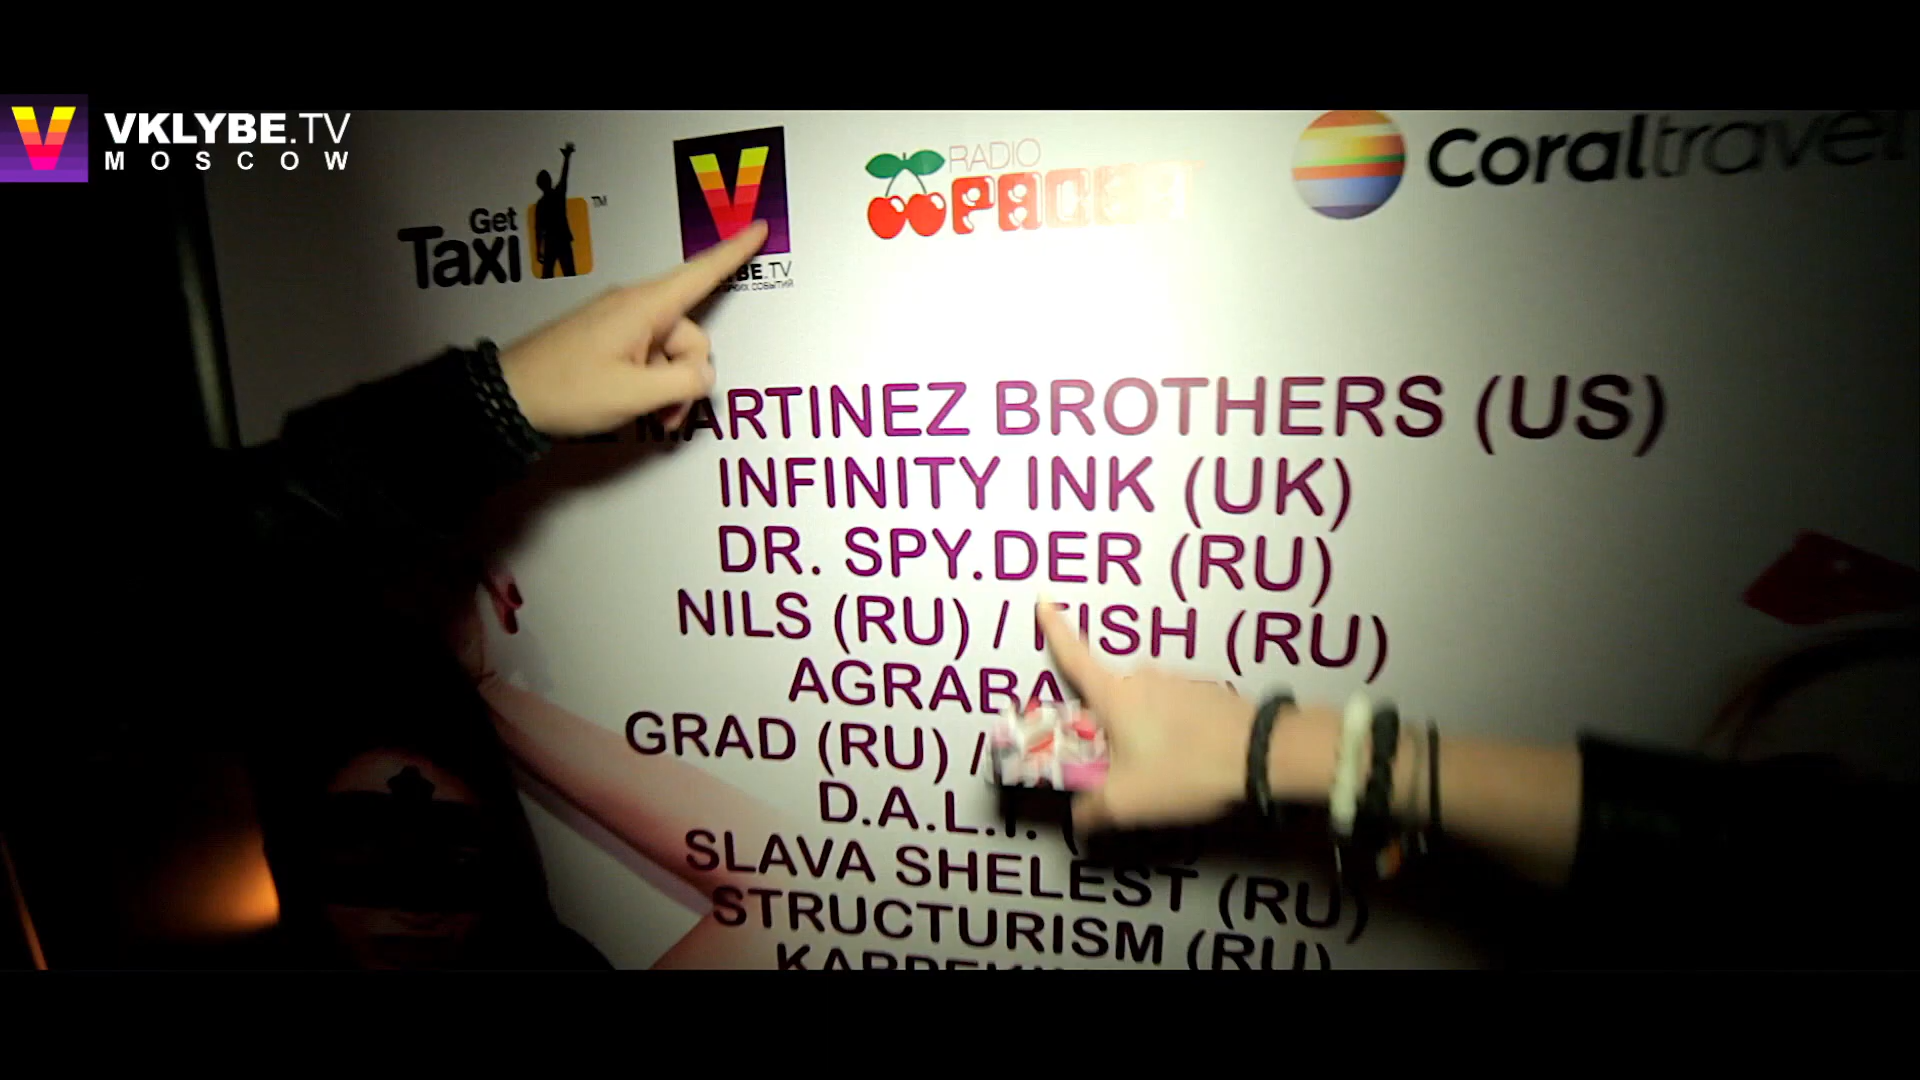 VKLYBE.TV
MOSCOW
Get
Taxi
TM
RADIO
Coraltravel
MARTINEZ BROTHERS (US)
INFINITY INK (UK)
DR. SPY.DER (RU)
NILS (RU) / FISH (RU)
GRAD (RU) /
SLAVA SHELEST (RU)
STRUCTURISM (RU)